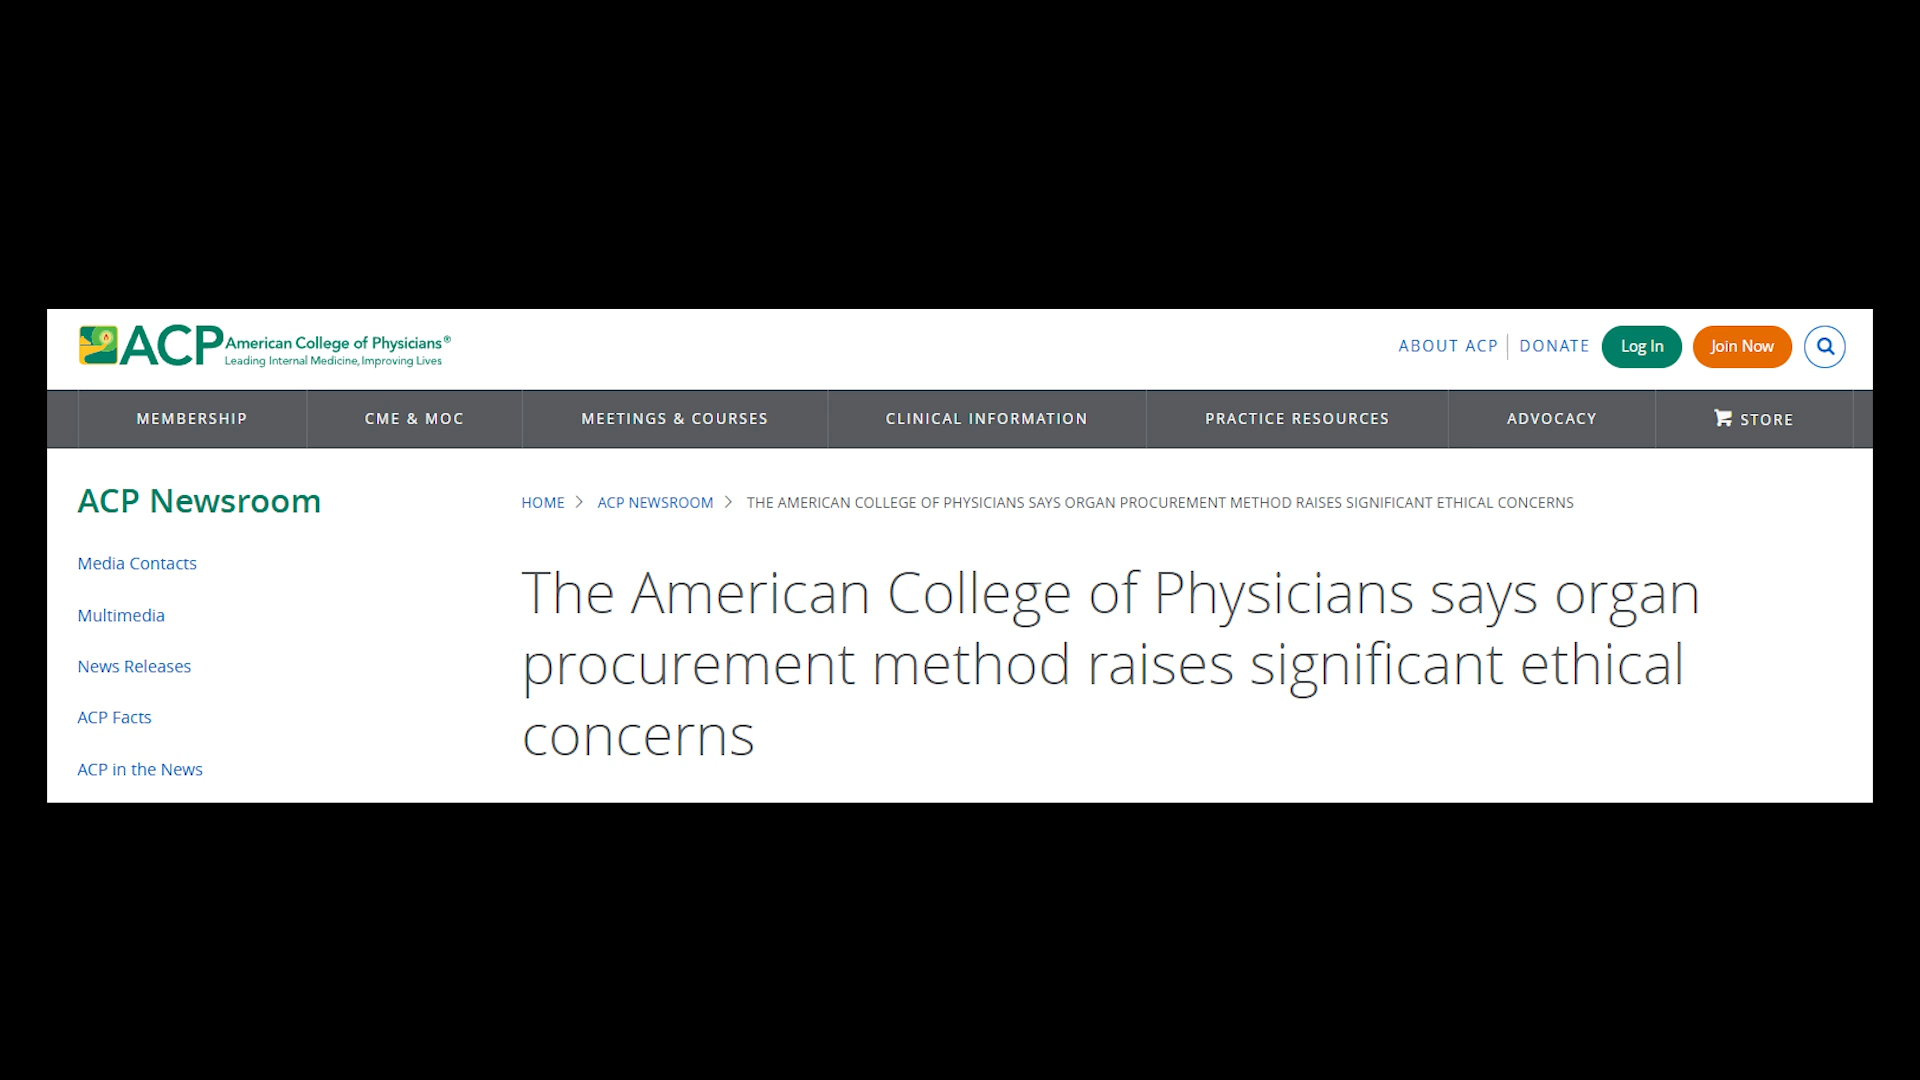 ACP American College of Physicians®
Leading Internal Medicine, Improving Lives
ABOUT ACP
DONATE
Log In
Join Now
MEMBERSHIP
CME & MOC
MEETINGS & COURSES
CLINICAL INFORMATION
PRACTICE RESOURCES
ADVOCACY
STORE
ACP Newsroom
Media Contacts
Multimedia
News Releases
ACP Facts
ACP in the News
HOME > ACP NEWSROOM > THE AMERICAN COLLEGE OF PHYSICIANS SAYS ORGAN PROCUREMENT METHOD RAISES SIGNIFICANT ETHICAL CONCERNS
The American College of Physicians says organ
procurement method raises significant ethical
concerns